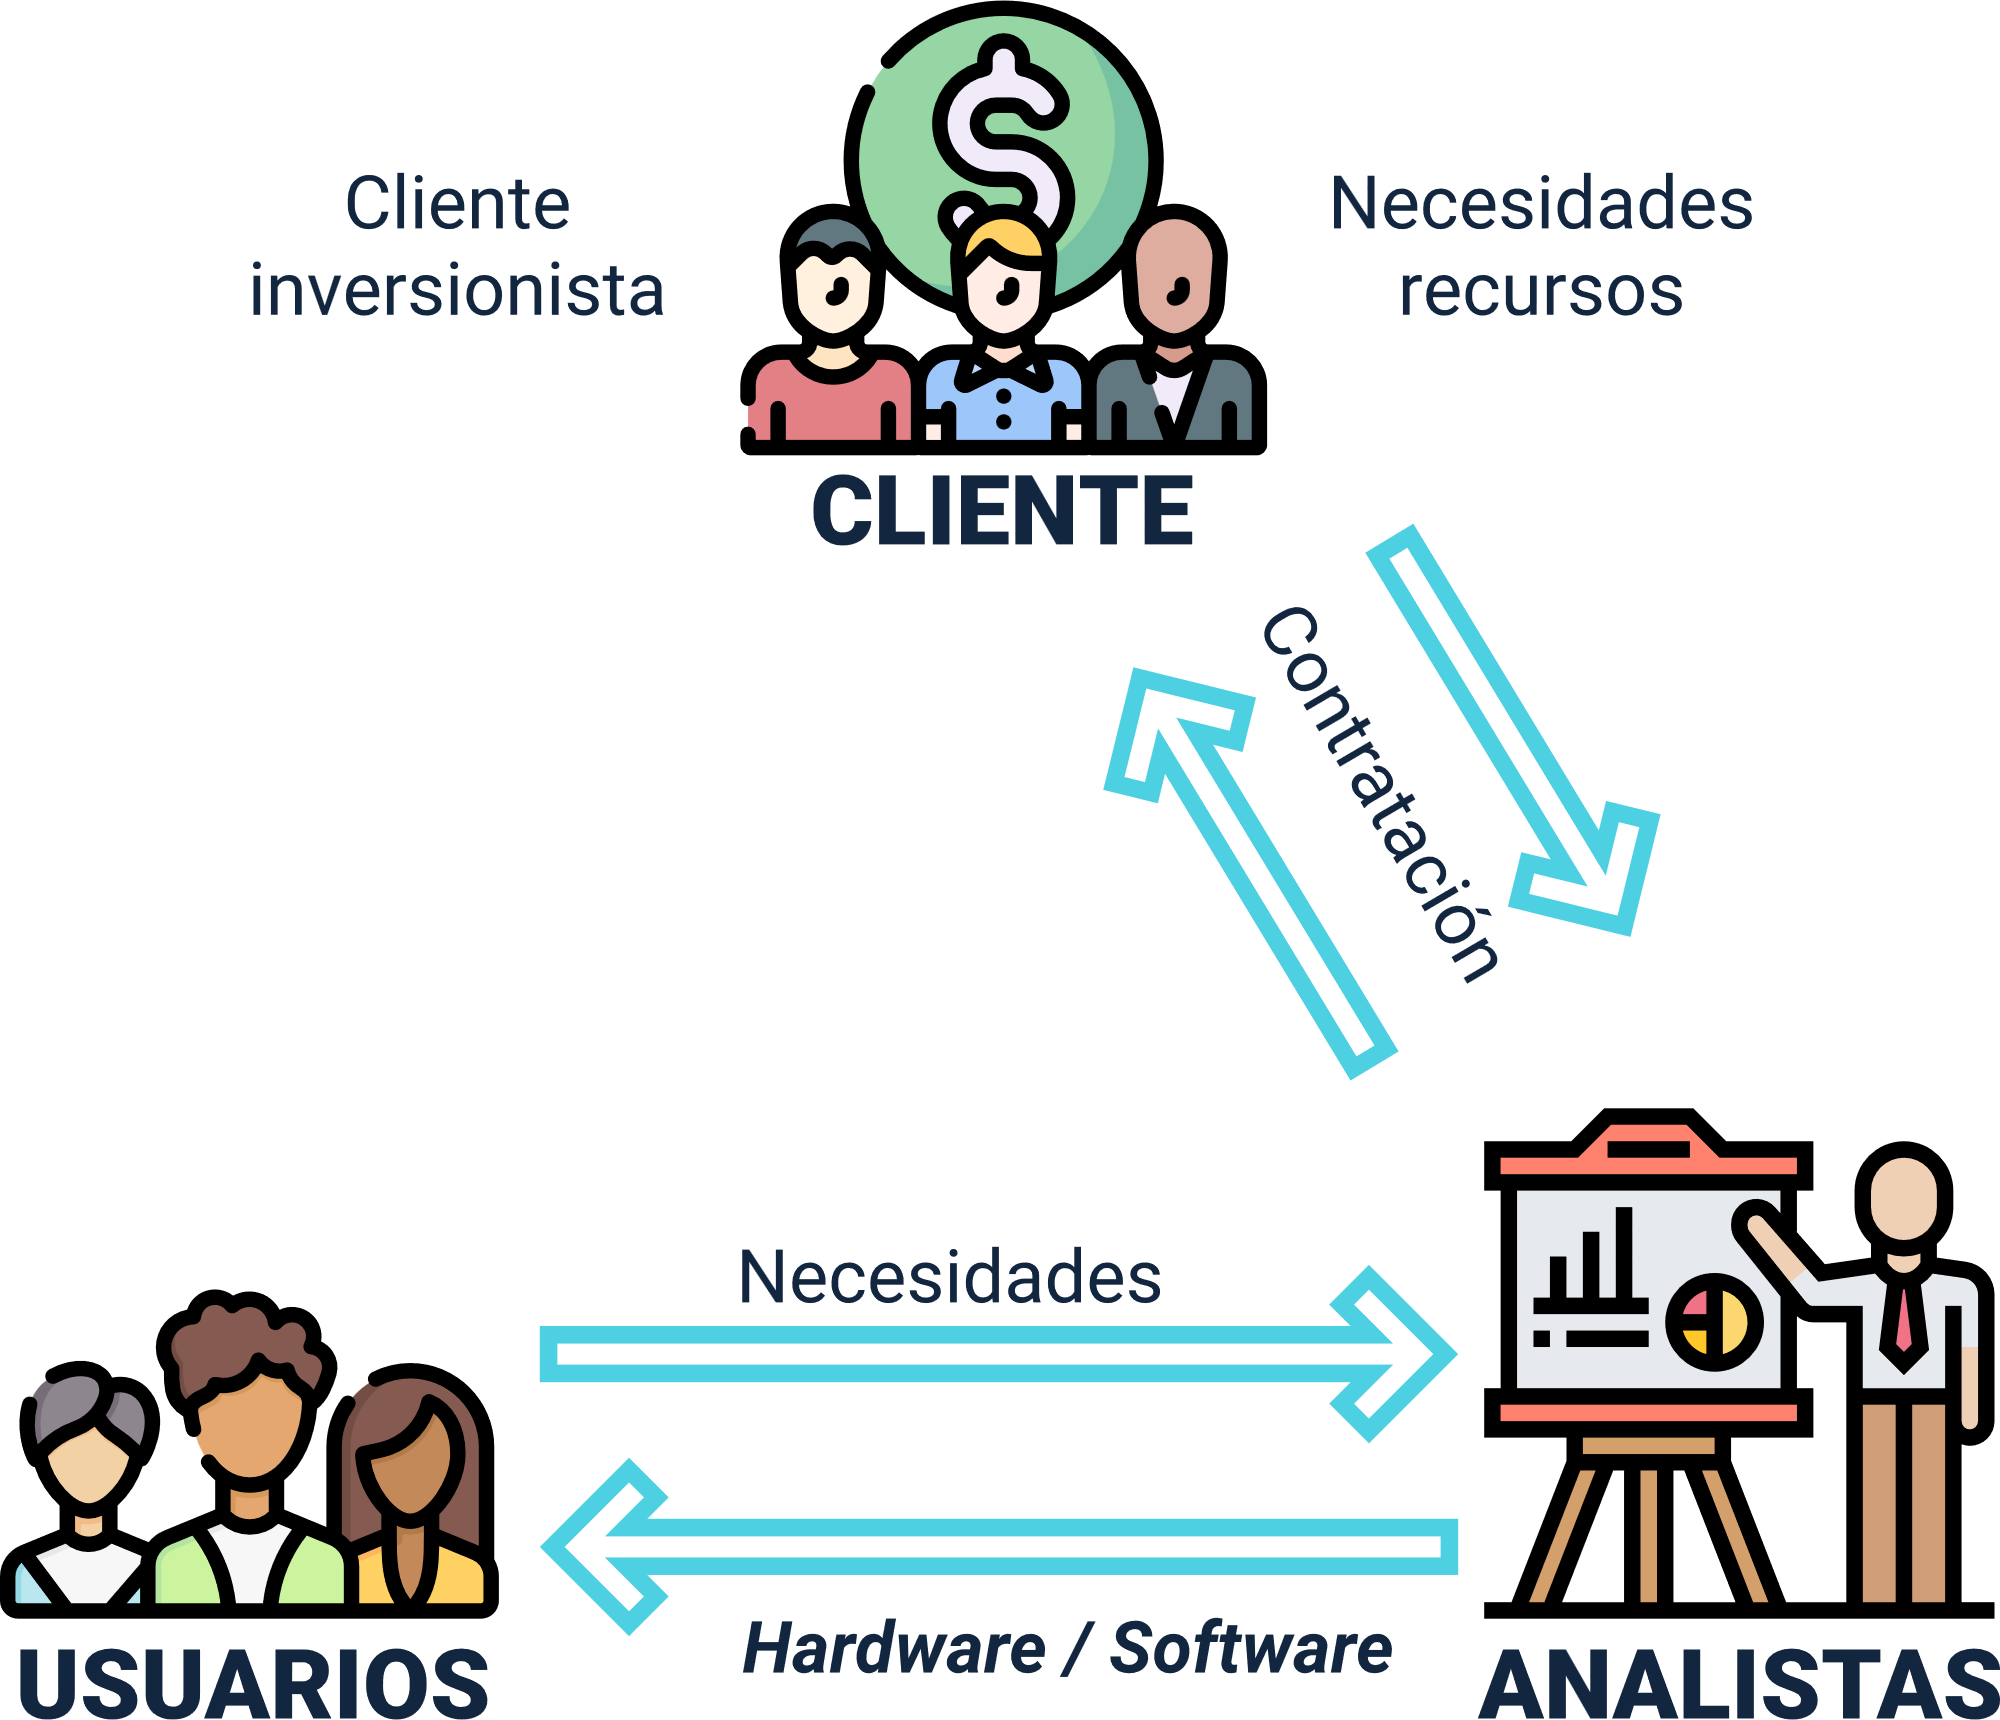 Cliente
inversionista
Necesidades
recursos
CLIENTE
Contratación
Necesidades
Hardware / Software
USUARIOS
ANALISTAS